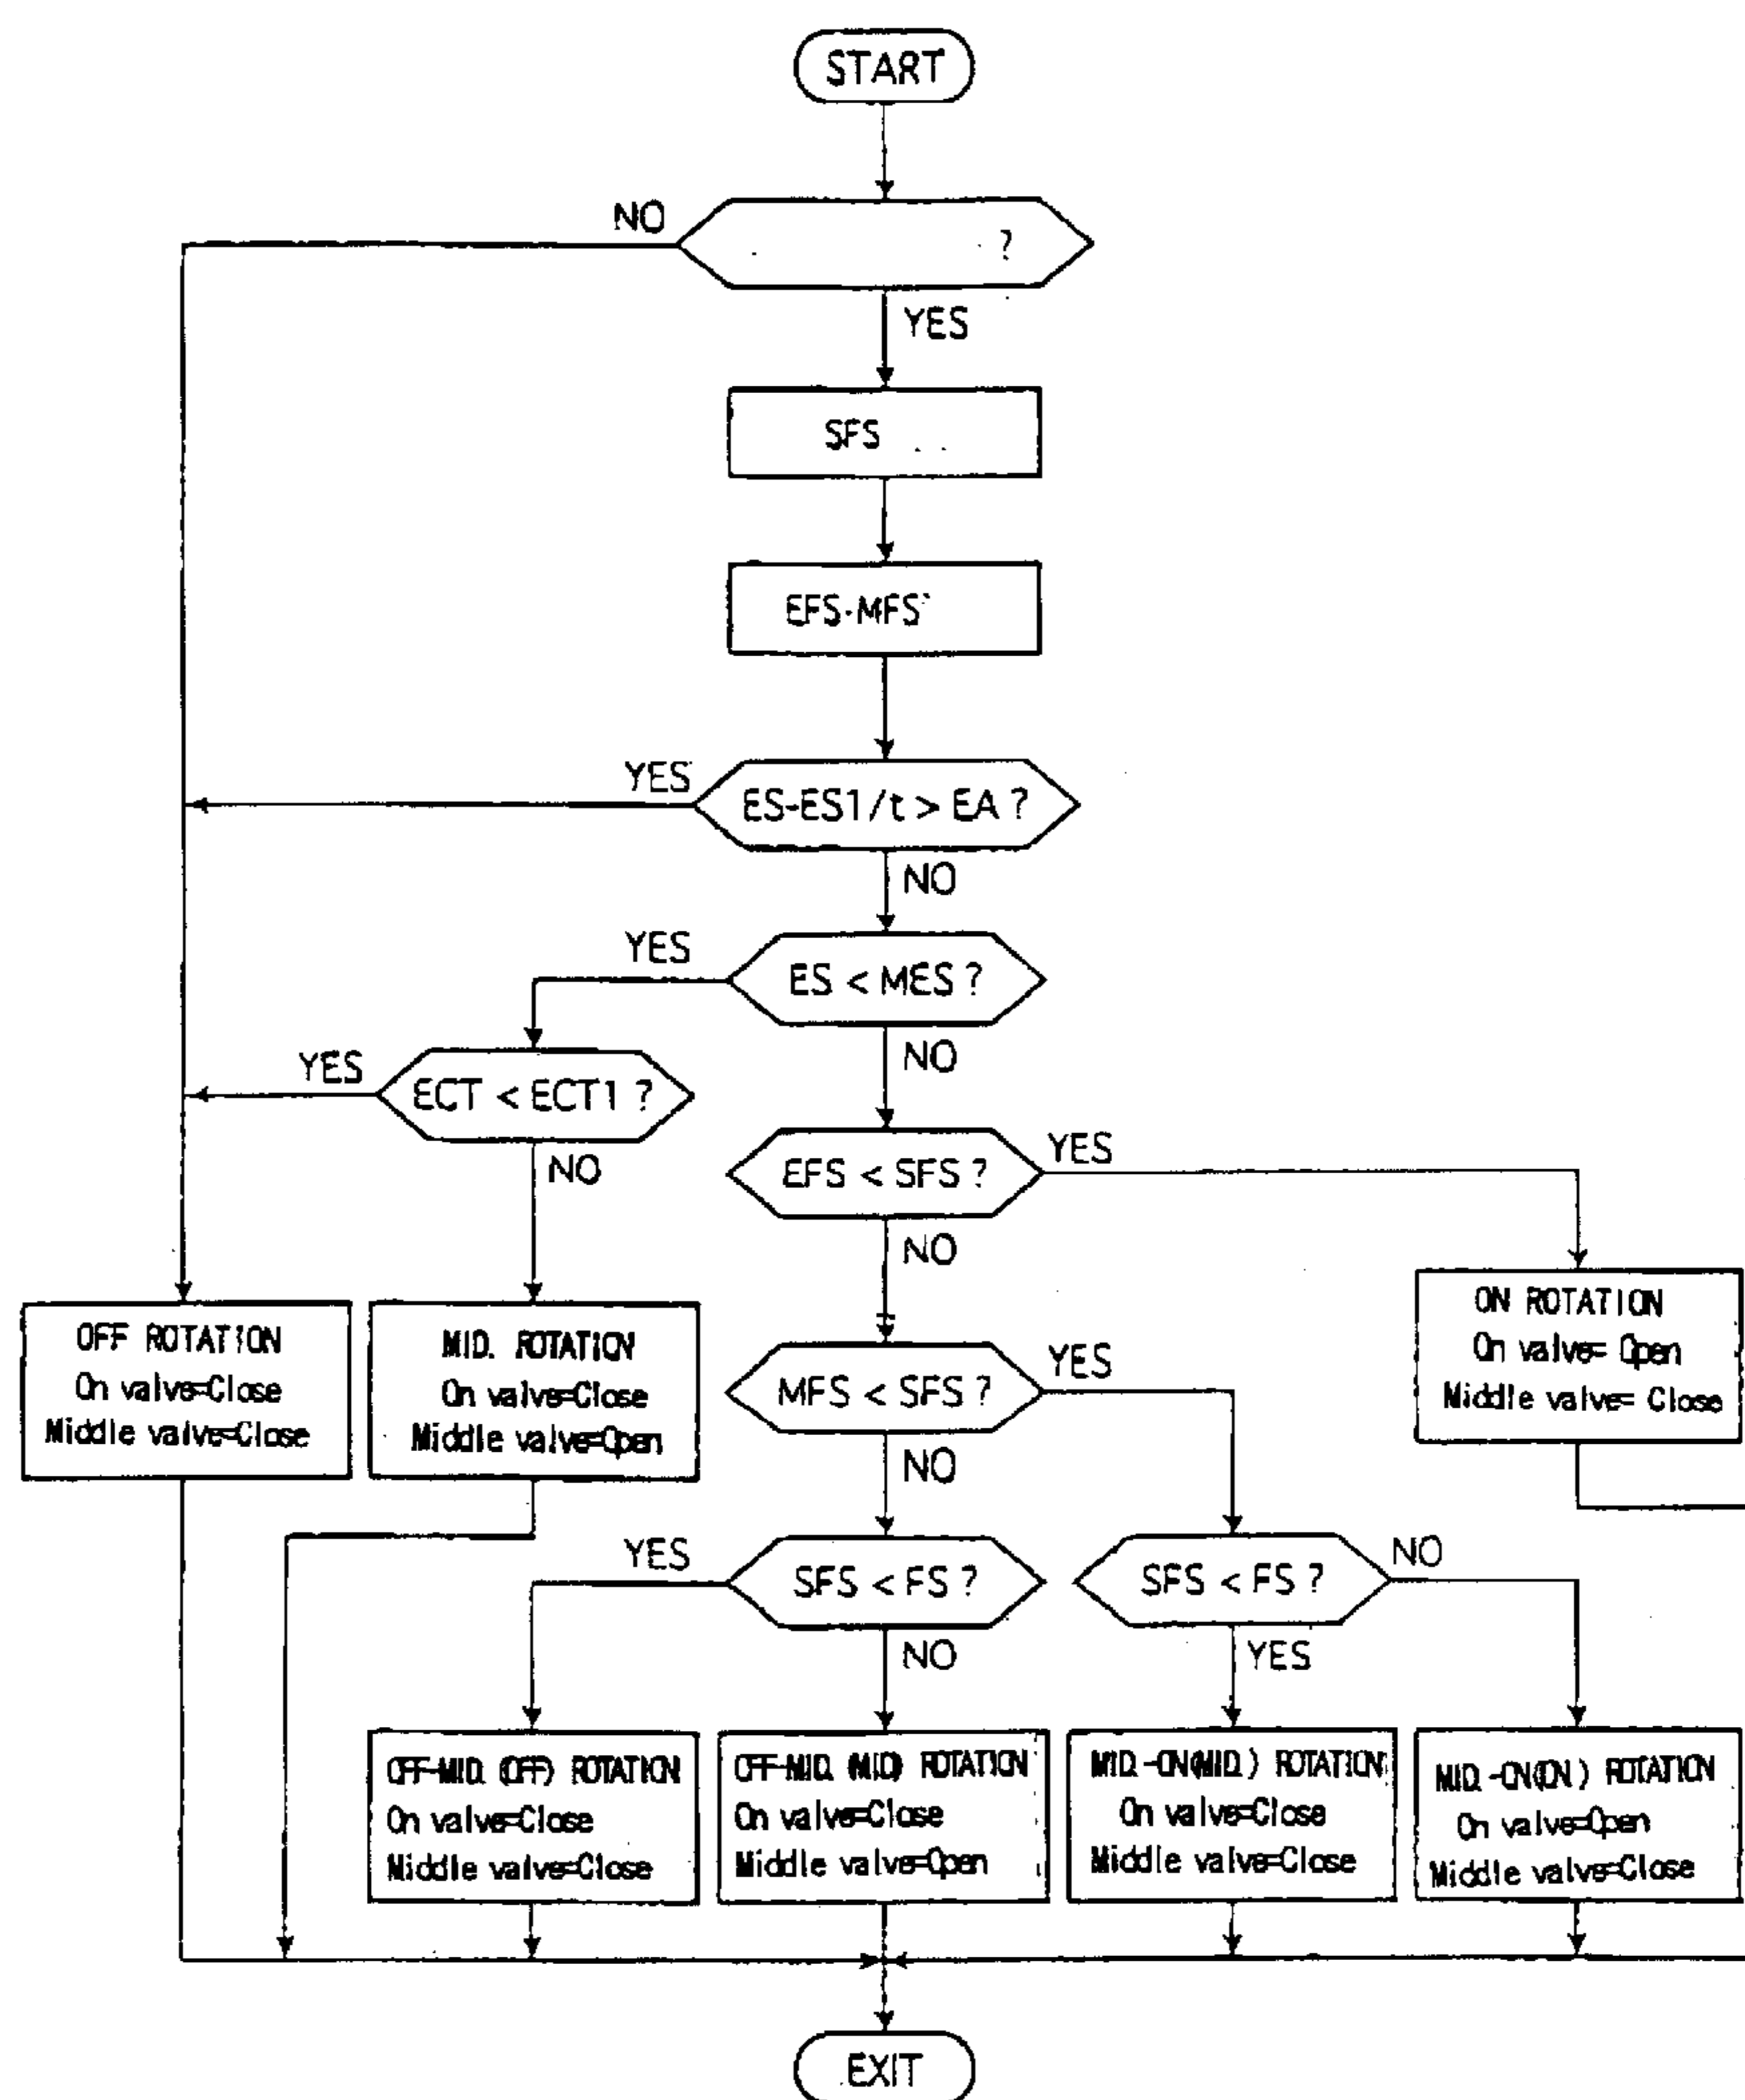 START
NO
?
YES
SFS
EFS-MFS
YES
ES-ES1/t > EA ?
NO
YES
ES < MES ?
NO
YES
ECT < ECT1 ?
NO
EFS < SFS ?
YES
NO
OFF ROTATION
On valve=Close
Middle valve=Close
MID. ROTATION
On valve=Close
Middle valve=Open
ON ROTATION
On valve= Open
Middle valve= Close
MFS < SFS ?
YES
NO
YES
SFS < FS ?
NO
SFS < FS ?
NO
YES
OFF-MID. (OFF) ROTATION
On valve=Close
Middle valve=Close
OFF-MID. (MID) ROTATION
On valve=Close
Middle valve=Open
MID.-ON(MID.) ROTATION
On valve=Close
Middle valve=Close
MID.-ON(ON.) ROTATION
On valve=Open
Middle valve=Close
EXIT